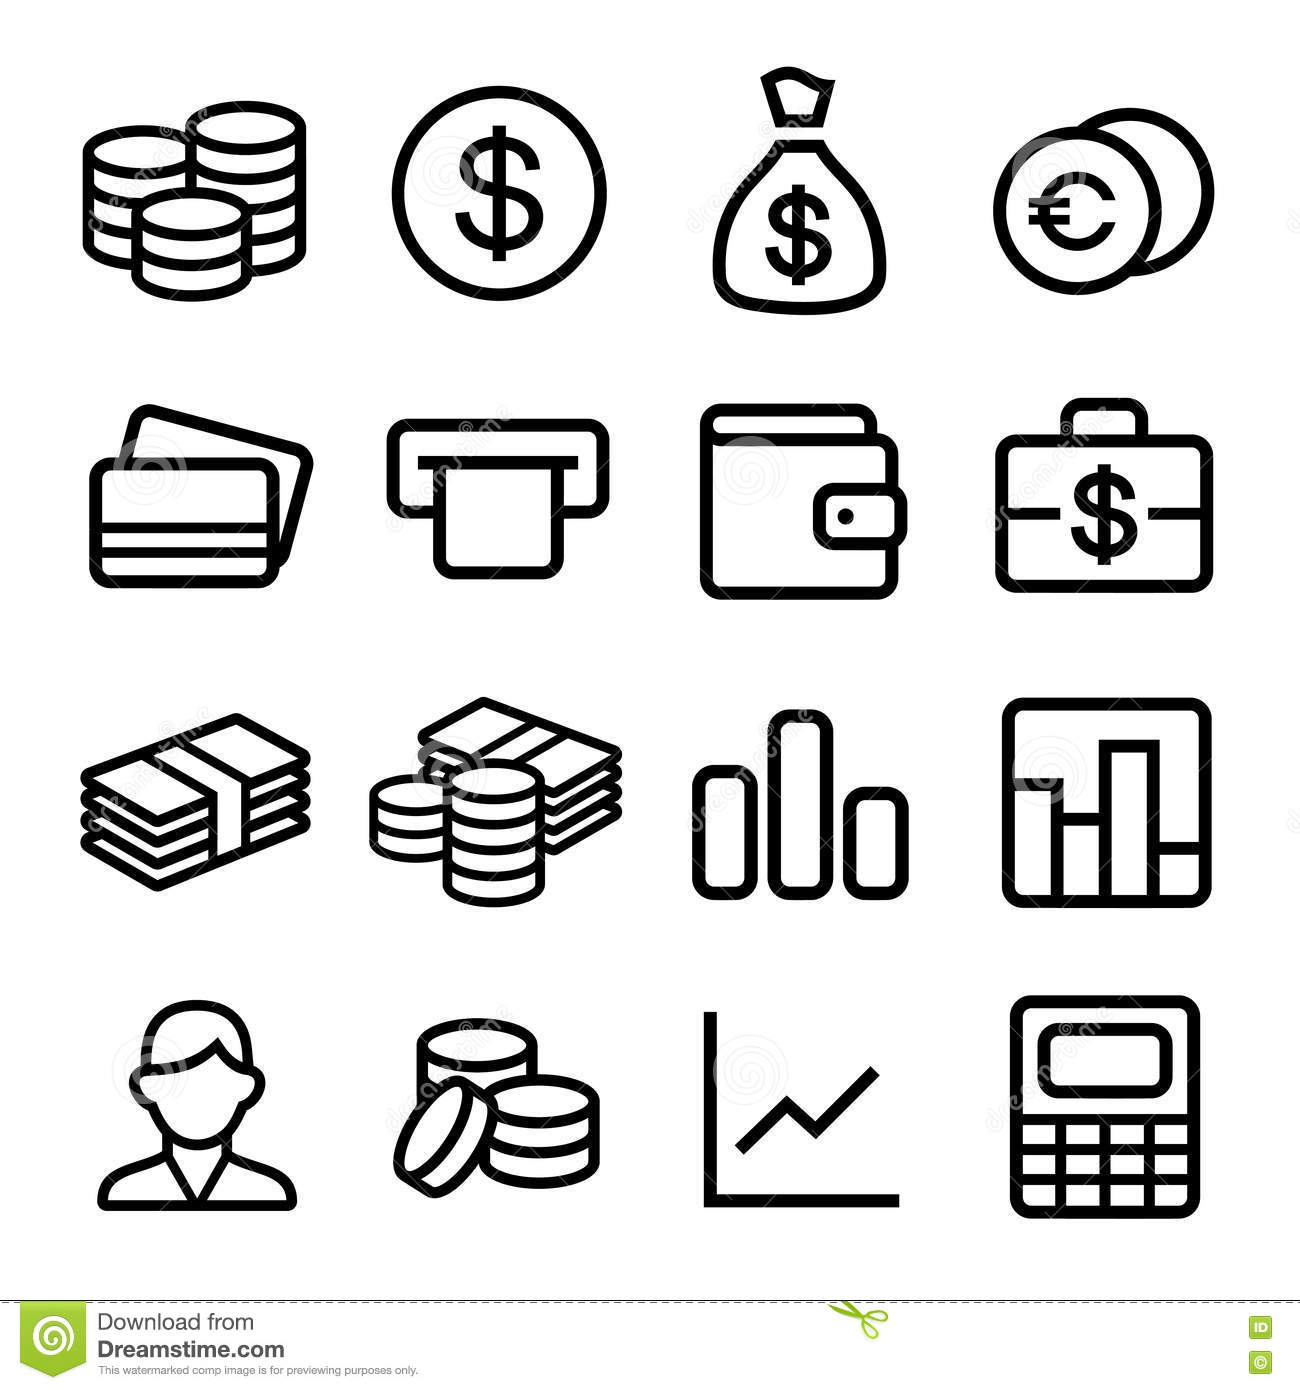 $
$
€
$
Download from
Dreamstime.com
This watermarked comp image is for previewing purposes only.
ID
©